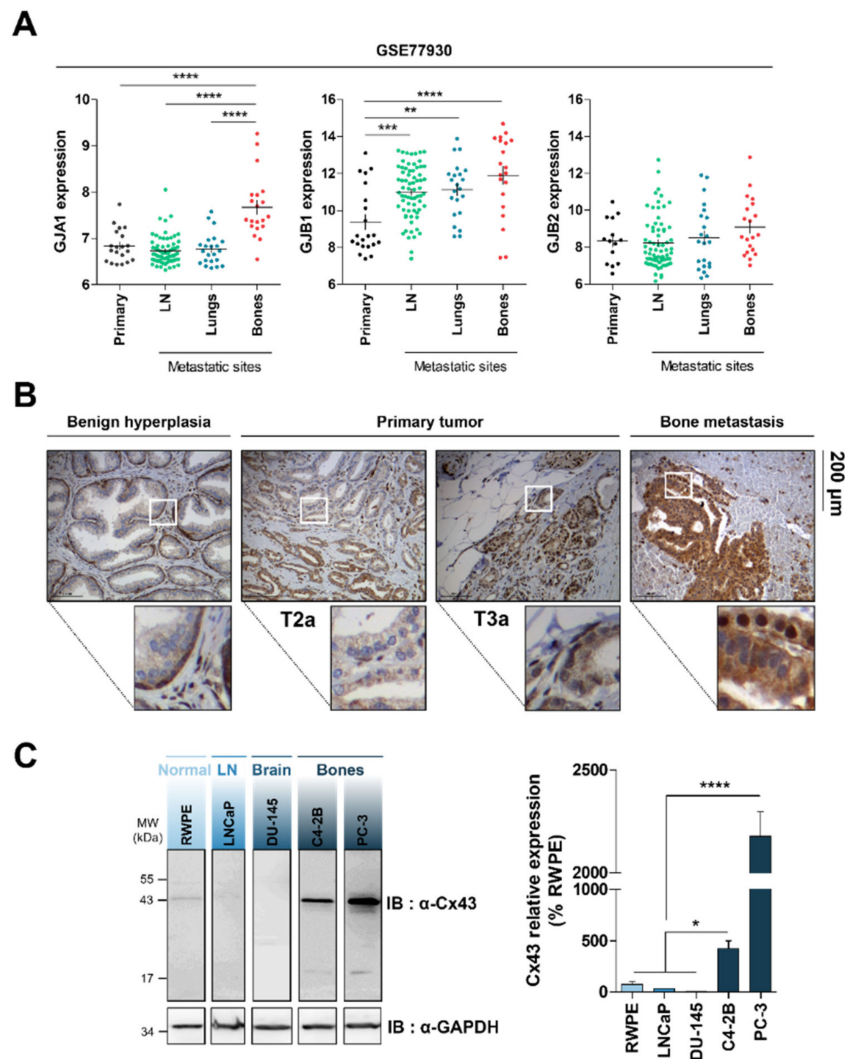 A
GSE77930
****
****
****
10
9
8
7
6
GJA1 expression
Primary
LN
Lungs
Bones
Metastatic sites
****
**
***
16
14
12
10
8
6
GJB1 expression
Primary
LN
Lungs
Bones
Metastatic sites
16
14
12
10
8
6
GJB2 expression
Primary
LN
Lungs
Bones
Metastatic sites
B
Benign hyperplasia
Primary tumor
Bone metastasis
200 μm
T2a
T3a
C
Normal
LN
Brain
Bones
MW
(kDa)
RWPE
LNCaP
DU-145
C4-2B
PC-3
55
43
17
34
IB : α-Cx43
IB : α-GAPDH
Cx43 relative expression
(% RWPE)
2500
2000
1000
500
0
****
*
RWPE
LNCaP
DU-145
C4-2B
PC-3